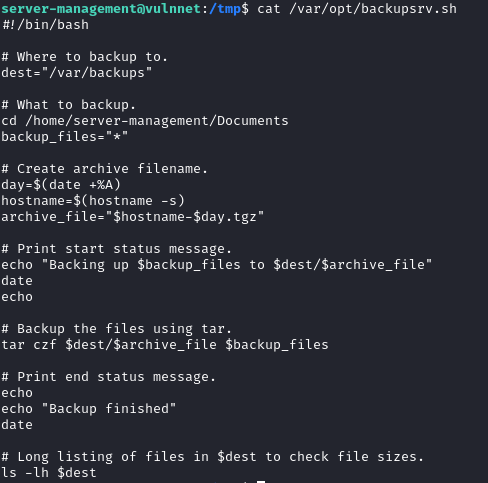 server-management@vulnnet:/tmp$ cat /var/opt/backupsrv.sh
#!/bin/bash
# Where to backup to.
dest="/var/backups"
# What to backup.
cd /home/server-management/Documents
backup_files="*"
# Create archive filename.
day=$(date +%A)
hostname=$(hostname -s)
archive_file="$hostname-$day.tgz"
# Print start status message.
echo "Backing up $backup_files to $dest/$archive_file"
date
echo
# Backup the files using tar.
tar czf $dest/$archive_file $backup_files
# Print end status message.
echo
echo "Backup finished"
date
# Long listing of files in $dest to check file sizes.
ls -lh $dest